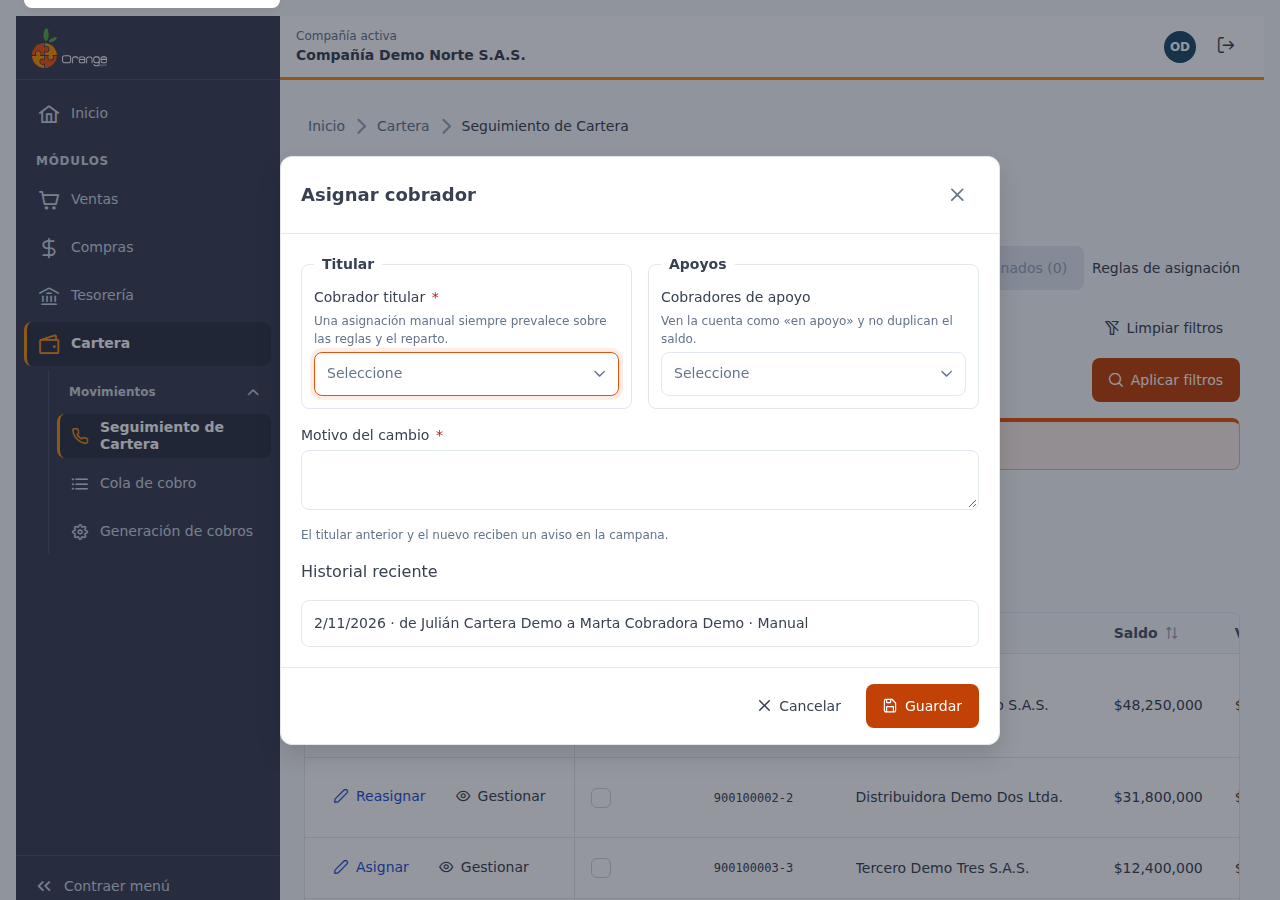 Orange
Compañía activa
Compañía Demo Norte S.A.S.
OD
Inicio
MÓDULOS
Ventas
Compras
Tesorería
Cartera
Movimientos
Seguimiento de
Cartera
Cola de cobro
Generación de cobros
Contraer menú
Inicio
Cartera
Seguimiento de Cartera
(0)
Reglas de asignación
Limpiar filtros
Aplicar filtros
Asignar cobrador
Titular
Cobrador titular *
Una asignación manual siempre prevalece sobre
las reglas y el reparto.
Seleccione
Apoyos
Cobradores de apoyo
Ven la cuenta como «en apoyo» y no duplican el
saldo.
Seleccione
Motivo del cambio *
El titular anterior y el nuevo reciben un aviso en la campana.
Historial reciente
2/11/2026 · de Julián Cartera Demo a Marta Cobradora Demo · Manual
Cancelar
Guardar
Saldo
S.A.S.
$48,250,000
Reasignar
Gestionar
900100002-2
Distribuidora Demo Dos Ltda.
$31,800,000
Asignar
Gestionar
900100003-3
Tercero Demo Tres S.A.S.
$12,400,000